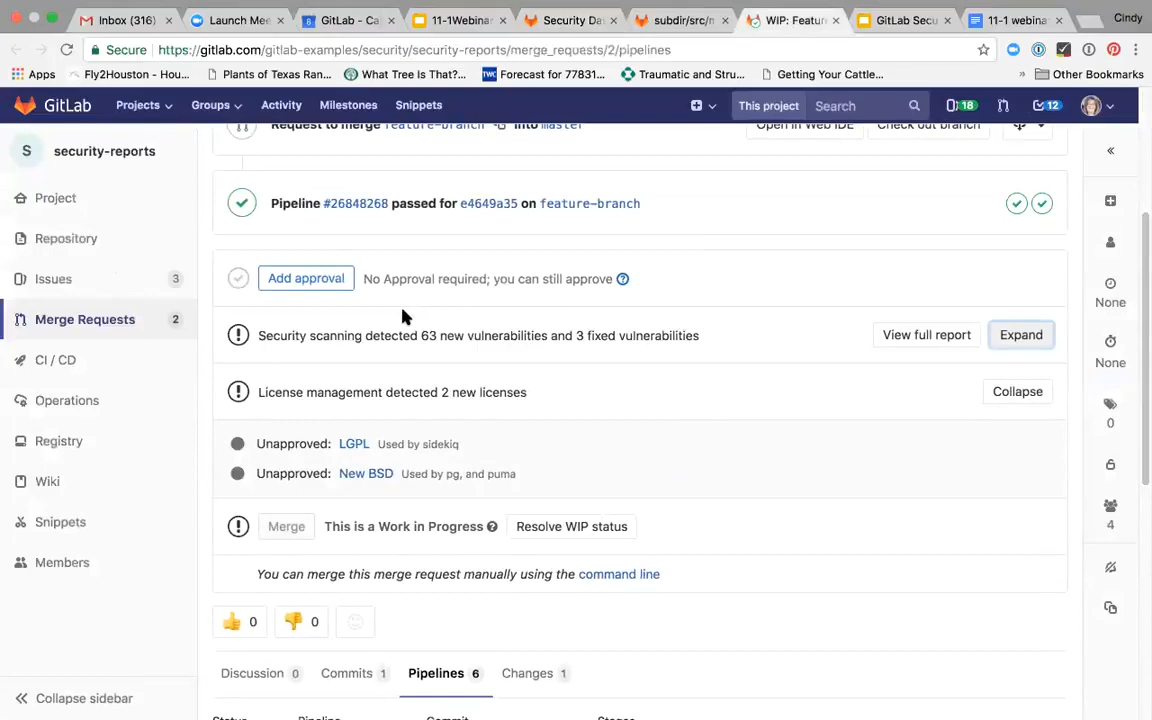 Inbox (316)
Launch Mee
GitLab - Ca
11-1Webinar
Security Da
subdir/src/m
WIP: Featur
GitLab Secu
11-1 webina
Cindy
Secure https://gitlab.com/gitlab-examples/security/security-reports/merge_requests/2/pipelines
Apps Fly2Houston - Hou... Plants of Texas Ran... What Tree Is That?... TWC Forecast for 77831... Traumatic and Stru... Getting Your Cattle... » Other Bookmarks
GitLab Projects Groups Activity Milestones Snippets This project Search 18 12
S security-reports
Request to merge feature-branch into master Open in Web IDE Check out branch
Project
Pipeline #26848268 passed for e4649a35 on feature-branch
Repository
Add approval No Approval required; you can still approve
Issues 3
None
Merge Requests 2
Security scanning detected 63 new vulnerabilities and 3 fixed vulnerabilities View full report Expand
CI / CD
None
License management detected 2 new licenses Collapse
Operations
0
Registry
Unapproved: LGPL Used by sidekiq
Unapproved: New BSD Used by pg, and puma
Wiki
Snippets
4
Merge This is a Work in Progress Resolve WIP status
Members
You can merge this merge request manually using the command line
0 0
Discussion 0 Commits 1 Pipelines 6 Changes 1
Collapse sidebar
Status Pipeline Commit Stages